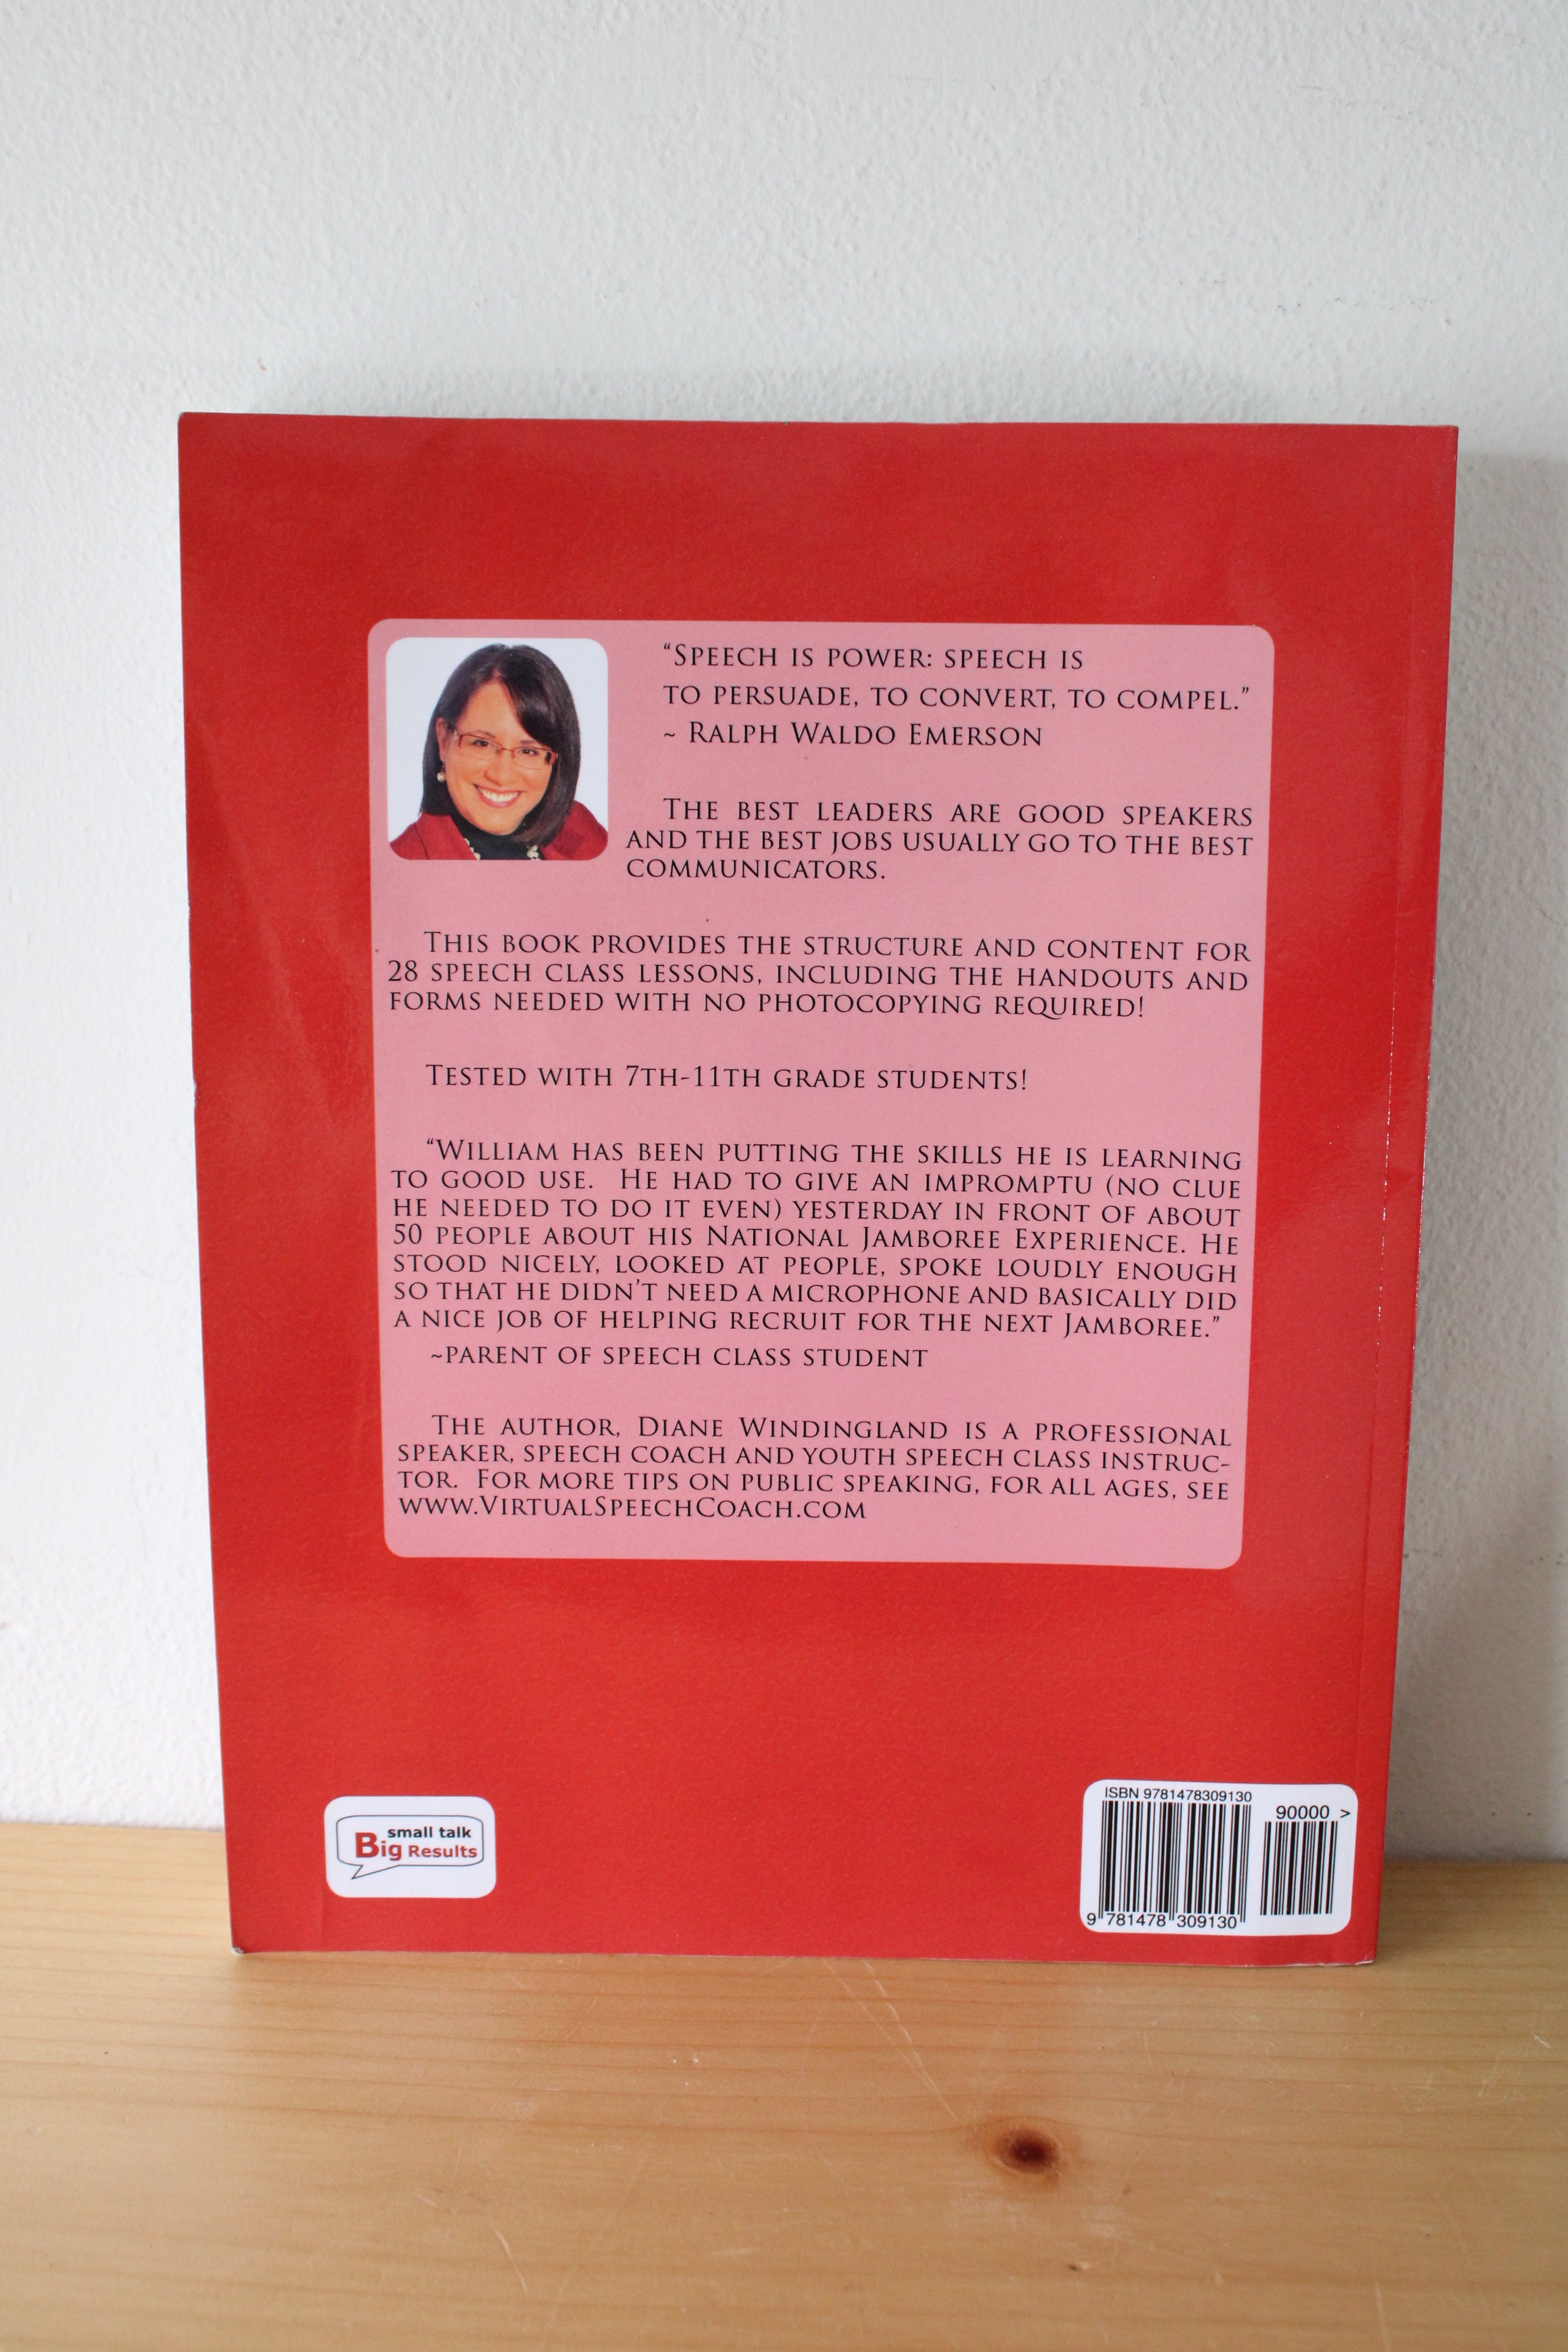 “Speech is power: speech is
to persuade, to convert, to compel.”
~ Ralph Waldo Emerson
The best leaders are good speakers
and the best jobs usually go to the best
communicators.
This book provides the structure and content for
28 speech class lessons, including the handouts and
forms needed with no photocopying required!
Tested with 7th-11th grade students!
“William has been putting the skills he is learning
to good use.  He had to give an impromptu (no clue
he needed to do it even) yesterday in front of about
50 people about his National Jamboree Experience. He
stood nicely, looked at people, spoke loudly enough
so that he didn’t need a microphone and basically did
a nice job of helping recruit for the next Jamboree.”
~parent of speech class student
The author, Diane Windingland is a professional
speaker, speech coach and youth speech class instruc-
tor.  For more tips on public speaking, for all ages, see
www.VirtualSpeechCoach.com
small talk
Big Results
ISBN 9781478309130
90000 >
9 781478 309130